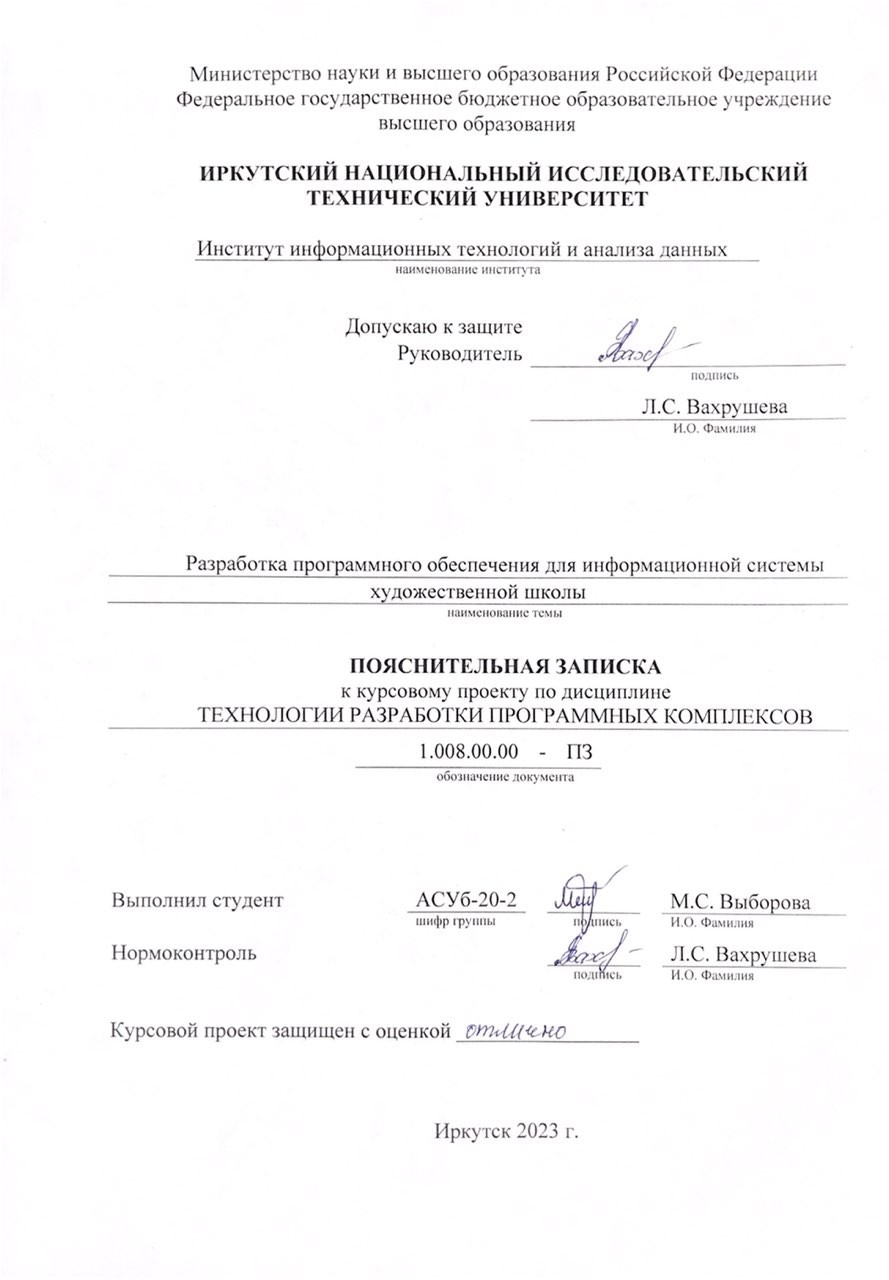 Министерство науки и высшего образования Российской Федерации
Федеральное государственное бюджетное образовательное учреждение
высшего образования
ИРКУТСКИЙ НАЦИОНАЛЬНЫЙ ИССЛЕДОВАТЕЛЬСКИЙ
ТЕХНИЧЕСКИЙ УНИВЕРСИТЕТ
Институт информационных технологий и анализа данных
наименование института
Допускаю к защите
Руководитель
подпись
Л.С. Вахрушева
И.О. Фамилия
Разработка программного обеспечения для информационной системы
художественной школы
наименование темы
ПОЯСНИТЕЛЬНАЯ ЗАПИСКА
к курсовому проекту по дисциплине
ТЕХНОЛОГИИ РАЗРАБОТКИ ПРОГРАММНЫХ КОМПЛЕКСОВ
1.008.00.00 - ПЗ
обозначение документа
Выполнил студент АСУб-20-2 М.С. Выборова
шифр группы подпись И.О. Фамилия
Нормоконтроль Л.С. Вахрушева
подпись И.О. Фамилия
Курсовой проект защищен с оценкой отлично
Иркутск 2023 г.